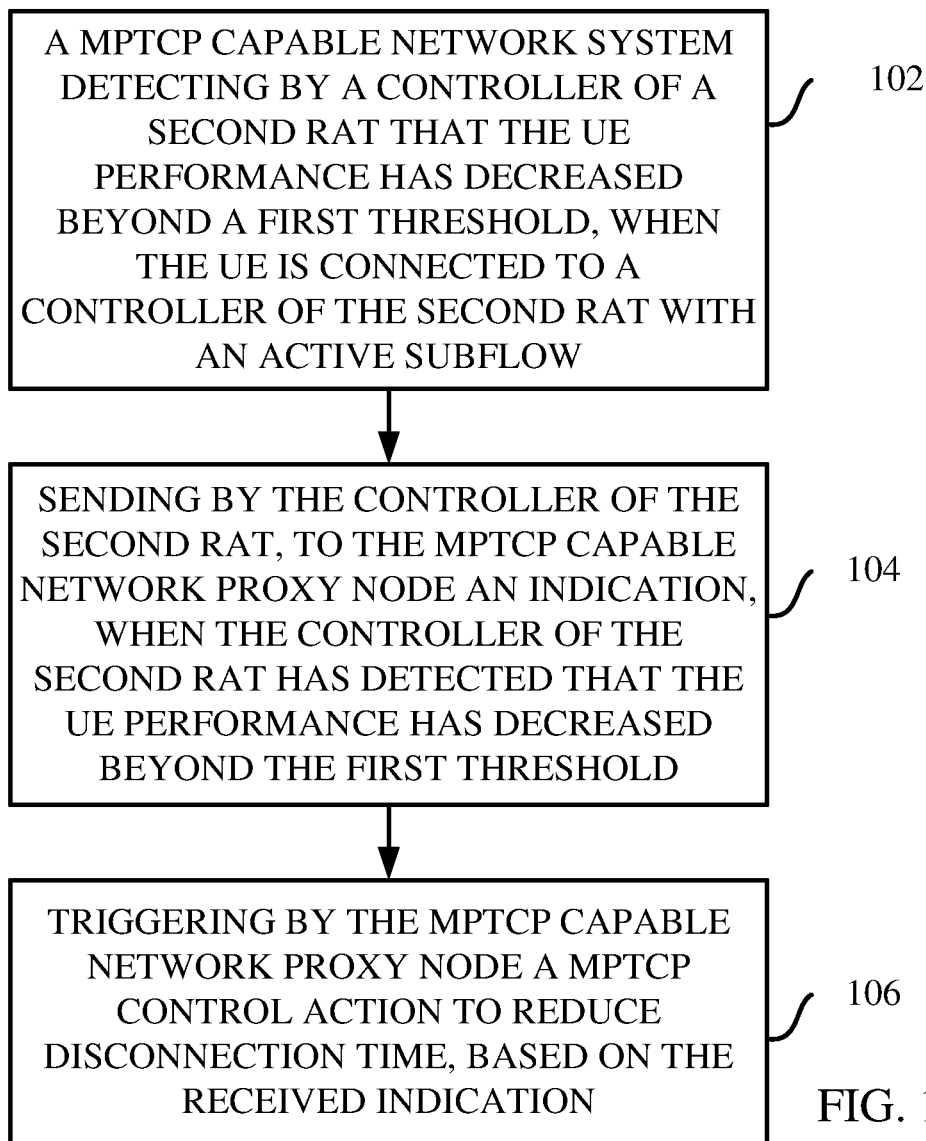 A MPTCP CAPABLE NETWORK SYSTEM
DETECTING BY A CONTROLLER OF A
SECOND RAT THAT THE UE
PERFORMANCE HAS DECREASED
BEYOND A FIRST THRESHOLD, WHEN
THE UE IS CONNECTED TO A
CONTROLLER OF THE SECOND RAT WITH
AN ACTIVE SUBFLOW
102
SENDING BY THE CONTROLLER OF THE
SECOND RAT, TO THE MPTCP CAPABLE
NETWORK PROXY NODE AN INDICATION,
WHEN THE CONTROLLER OF THE
SECOND RAT HAS DETECTED THAT THE
UE PERFORMANCE HAS DECREASED
BEYOND THE FIRST THRESHOLD
104
TRIGGERING BY THE MPTCP CAPABLE
NETWORK PROXY NODE A MPTCP
CONTROL ACTION TO REDUCE
DISCONNECTION TIME, BASED ON THE
RECEIVED INDICATION
106
FIG.